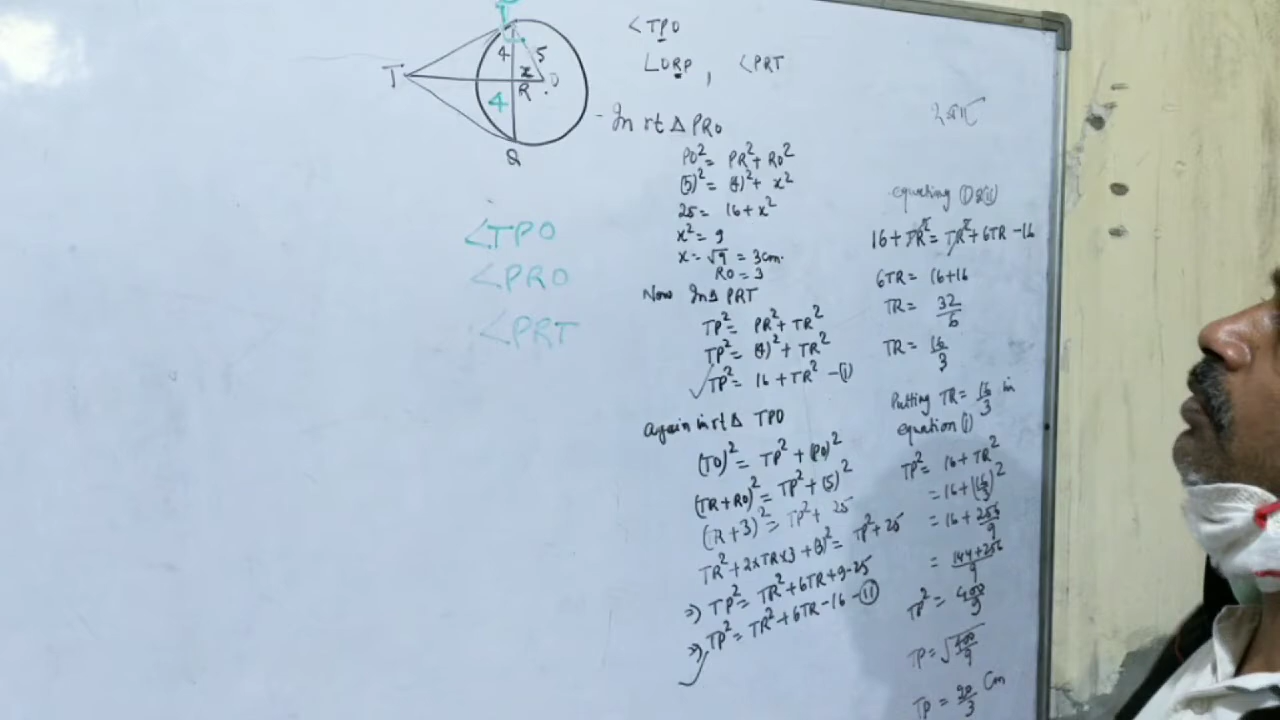 P
4 5
T x O
R
4
Q
<TPO
∠ORP, <PRT
In rt △ PRO
PO² = PR² + RO²
(5)² = (4)² + x²
25 = 16 + x²
x² = 9
x = √9 = 3cm.
RO = 3
Now In△ PRT
TP² = PR² + TR²
TP² = (4)² + TR²
TP² = 16 + TR² -(i)
Again in rt △ TPO
(TO)² = TP² + (PO)²
(TR + RO)² = TP² + (5)²
(TR + 3)² = TP² + 25
TR² + 2×TR×3 + (3)² = TP² + 25
=> TP² = TR² + 6TR + 9 - 25
=> TP² = TR² + 6TR - 16 -(ii)
<TPO
<PRO
<PRT
equating (i) & (ii)
16 + TR² = TR² + 6TR - 16
6TR = 16 + 16
TR = 32/6
TR = 16/3
Putting TR = 16/3 in
equation (i)
TP² = 16 + TR²
= 16 + (16/3)²
= 16 + 256/9
= 144 + 256/9
TP² = 400/9
TP = √400/9
TP = 20/3 Cm